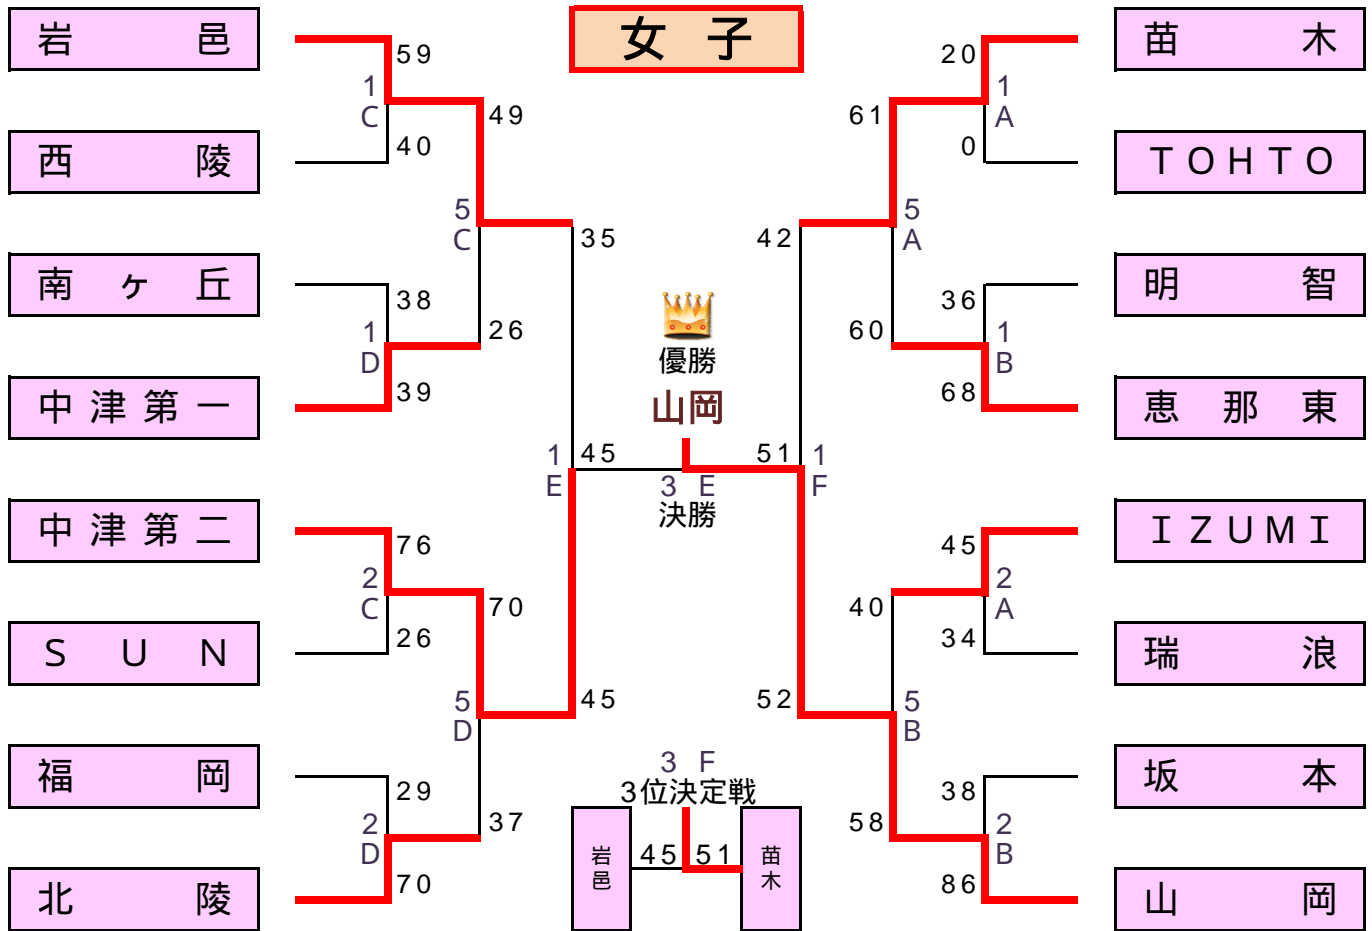 女 子
岩 邑
59
1
C
40
西 陵
49
5
C
南 ヶ 丘
38
1
D
39
中 津 第 一
26
35
中 津 第 二
76
2
C
26
S U N
70
5
D
福 岡
29
2
D
70
北 陵
37
45
1
E
45
優勝
山岡
3 E
決勝
苗 木
20
1
A
0
T O H T O
61
5
A
明 智
36
1
B
68
恵 那 東
60
42
I Z U M I
45
2
A
34
瑞 浪
40
5
B
坂 本
38
2
B
86
山 岡
58
52
1
F
51
3 F
3位決定戦
岩邑
45
51
苗木